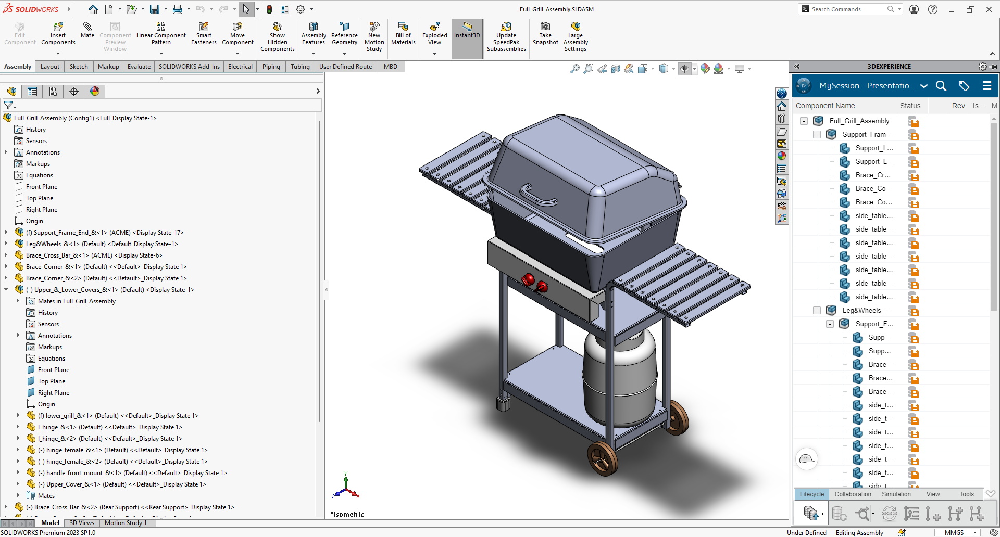 SOLIDWORKS
Full_Grill_Assembly.SLDASM
Search Commands
Edit Component
Insert Components
Mate
Component Preview Window
Linear Component Pattern
Smart Fasteners
Move Component
Show Hidden Components
Assembly Features
Reference Geometry
New Motion Study
Bill of Materials
Exploded View
Instant3D
Update SpeedPak Subassemblies
Take Snapshot
Large Assembly Settings
Assembly Layout Sketch Markup Evaluate SOLIDWORKS Add-Ins Electrical Piping Tubing User Defined Route MBD
Full_Grill_Assembly (Config1) <Full_Display State-1>
History
Sensors
Annotations
Markups
Equations
Front Plane
Top Plane
Right Plane
Origin
(f) Support_Frame_End_&<1> (ACME) <Display State-17>
Leg&Wheels_&<1> (Default) <Default_Display State-1>
Brace_Cross_Bar_&<1> (ACME) <Display State-6>
Brace_Corner_&<1> (Default) <<Default>_Display State 1>
Brace_Corner_&<2> (Default) <<Default>_Display State 1>
(-) Upper_&_Lower_Covers_&<1> (Default) <Display State-1>
Mates in Full_Grill_Assembly
History
Sensors
Annotations
Markups
Equations
Front Plane
Top Plane
Right Plane
Origin
(f) lower_grill_&<1> (Default) <<Default>_Display State 1>
l_hinge_&<1> (Default) <<Default>_Display State 1>
l_hinge_&<2> (Default) <<Default>_Display State 1>
(-) hinge_female_&<1> (Default) <<Default>_Display State 1>
(-) hinge_female_&<2> (Default) <<Default>_Display State 1>
(-) handle_front_mount_&<1> (Default) <<Default>_Display State 1>
(-) Upper_Cover_&<1> (Default) <<Default>_Display State 1>
Mates
(-) Brace_Cross_Bar_&<2> (Rear Support) <<Rear Support>_Display State 1>
Y
Z
X
*Isometric
3DEXPERIENCE
MySession - Presentatio...
Component Name Status Rev Is... M
Full_Grill_Assembly
Support_Fram...
Support_L...
Support_L...
Brace_Cr...
Brace_Co...
Brace_Co...
side_table...
side_table...
side_table...
side_table...
side_table...
side_table...
side_table...
Leg&Wheels_...
Support_F...
Supp...
Supp...
Brace...
Brace...
Brace...
side_t...
side_t...
side_t...
side_t...
side_t...
side_t...
side_t...
Lifecycle Collaboration Simulation View Tools
Model 3D Views Motion Study 1
SOLIDWORKS Premium 2023 SP1.0
Under Defined Editing Assembly MMGS